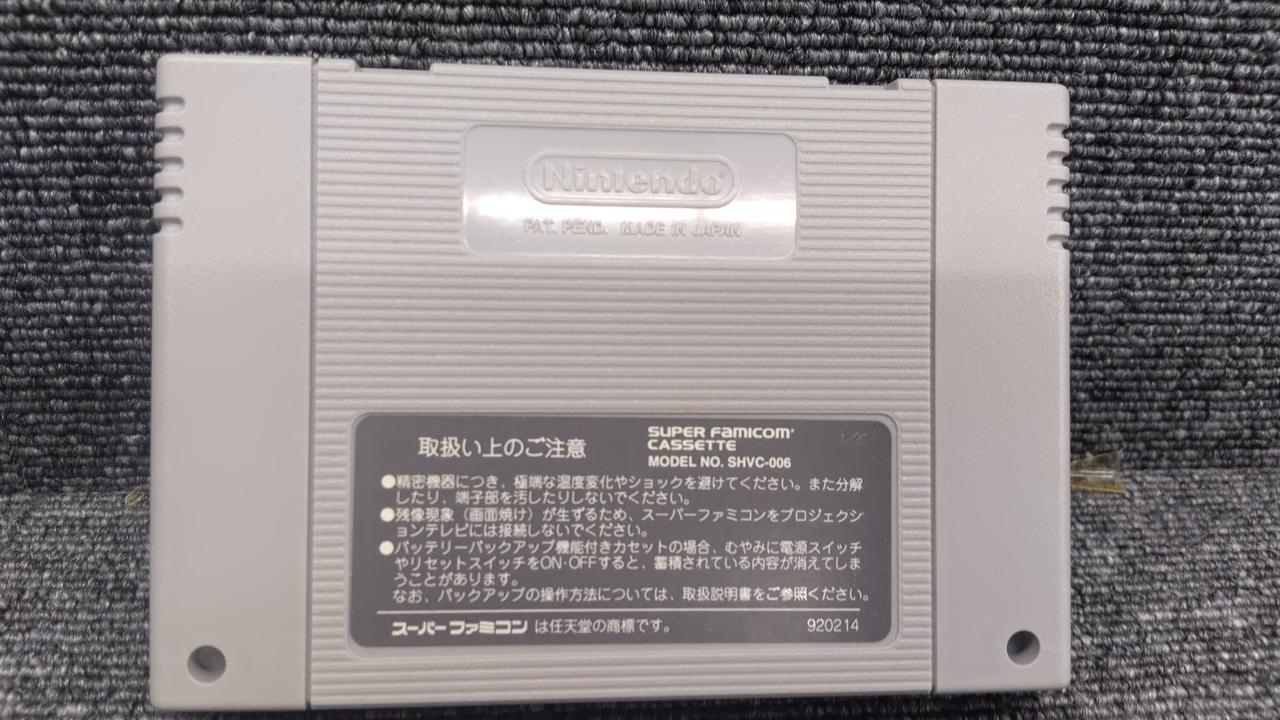 Nintendo®
PAT. PEND. MADE IN JAPAN
取扱い上のご注意
SUPER FAMICOM®
CASSETTE
MODEL NO. SHVC-006
●精密機器につき、極端な温度変化やショックを避けてください。また分解
したり、端子部を汚したりしないでください。
●残像現象（画面焼け）が生ずるため、スーパーファミコンをプロジェクシ
ョンテレビには接続しないでください。
●バッテリーバックアップ機能付きカセットの場合、むやみに電源スイッチ
やリセットスイッチをON·OFFすると、蓄積されている内容が消えてしま
うことがあります。
なお、バックアップの操作方法については、取扱説明書をご参照ください。
スーパーファミコン は任天堂の商標です。
920214